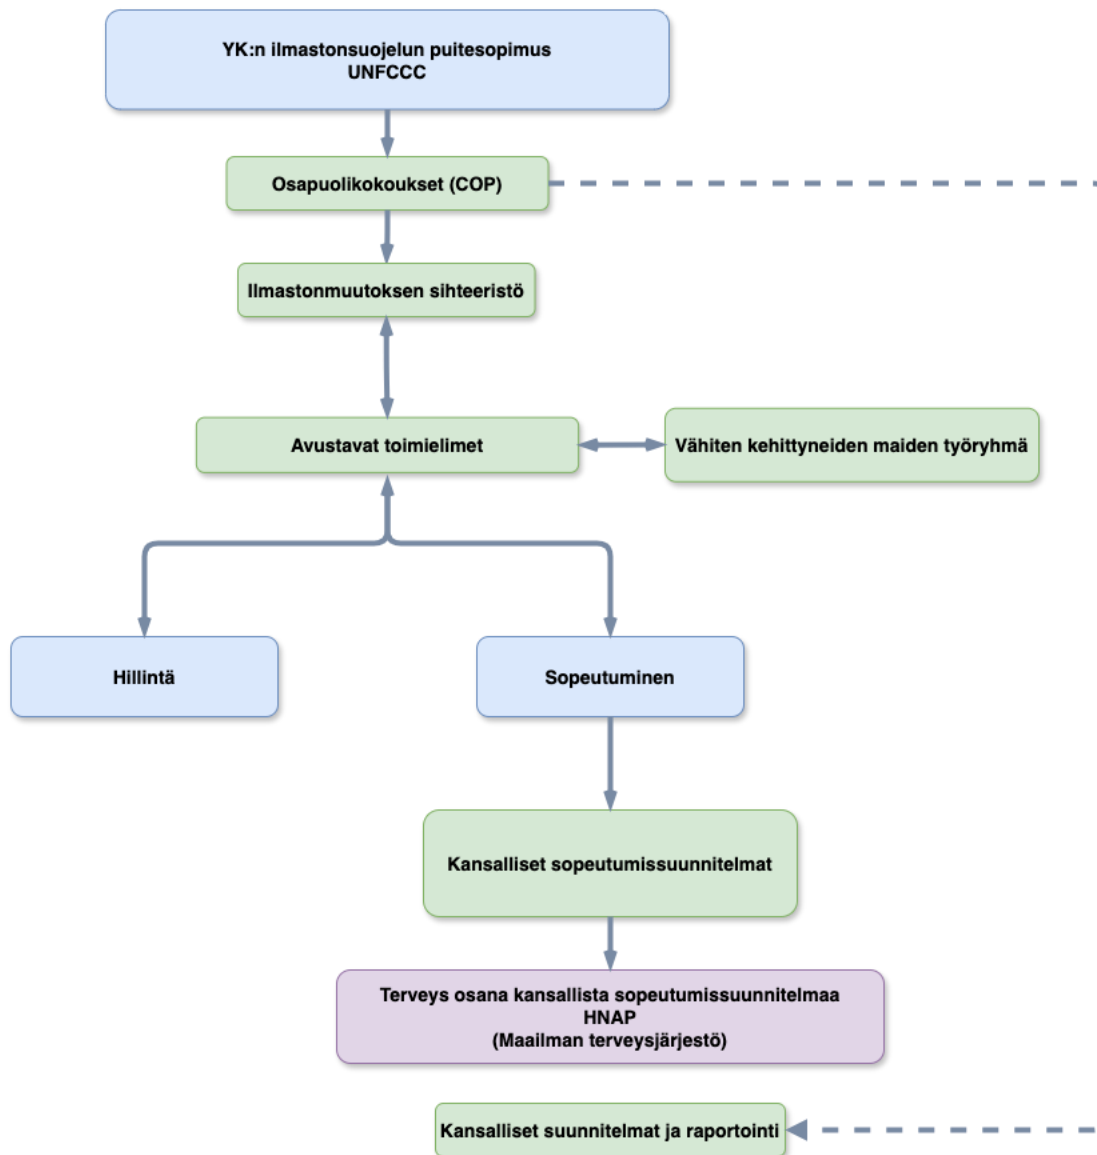 YK:n ilmastonsuojelun puitesopimus
UNFCCC
Osapuolikokoukset (COP)
Ilmastonmuutoksen sihteeristö
Avustavat toimielimet
Vähiten kehittyneiden maiden työryhmä
Hillintä
Sopeutuminen
Kansalliset sopeutumissuunnitelmat
Terveys osana kansallista sopeutumissuunnitelmaa
HNAP
(Maailman terveysjärjestö)
Kansalliset suunnitelmat ja raportointi